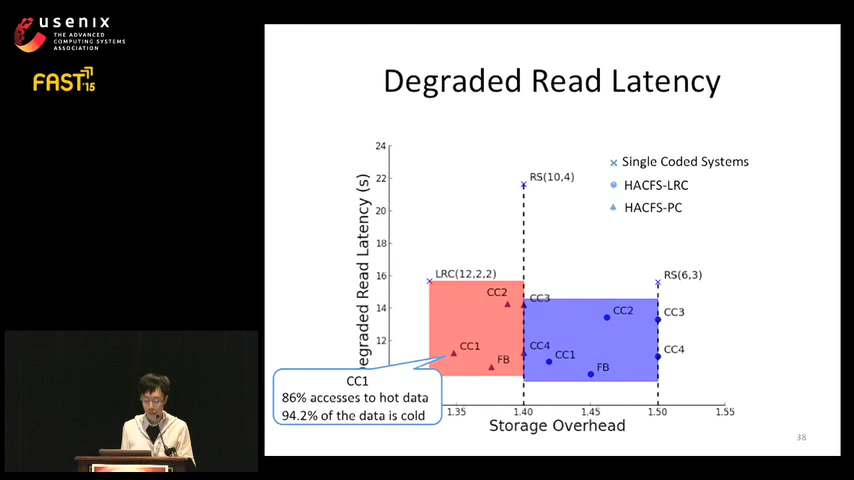 usenix
THE ADVANCED
COMPUTING SYSTEMS
ASSOCIATION
FAST '15
Degraded Read Latency
24
22
20
18
16
14
12
Degraded Read Latency (s)
RS(10,4)
× Single Coded Systems
HACFS-LRC
HACFS-PC
LRC(12,2,2)
RS(6,3)
CC2
CC3
CC2
CC3
CC1
FB
CC4
CC1
FB
CC4
CC1
86% accesses to hot data
94.2% of the data is cold
1.35
1.40
1.45
1.50
1.55
Storage Overhead
38